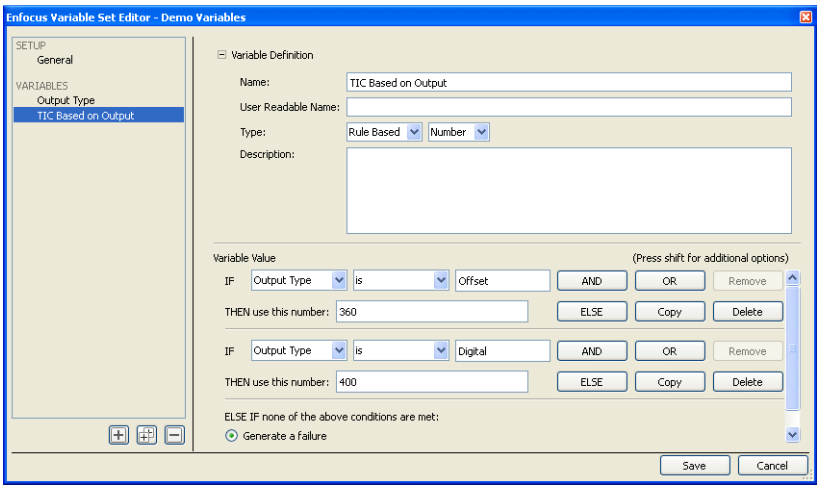 Enfocus Variable Set Editor - Demo Variables
SETUP
General
VARIABLES
Output Type
TIC Based on Output
Variable Definition
Name: TIC Based on Output
User Readable Name:
Type: Rule Based Number
Description:
Variable Value (Press shift for additional options)
IF Output Type is Offset AND OR Remove
THEN use this number: 360 ELSE Copy Delete
IF Output Type is Digital AND OR Remove
THEN use this number: 400 ELSE Copy Delete
ELSE IF none of the above conditions are met:
Generate a failure
Save Cancel